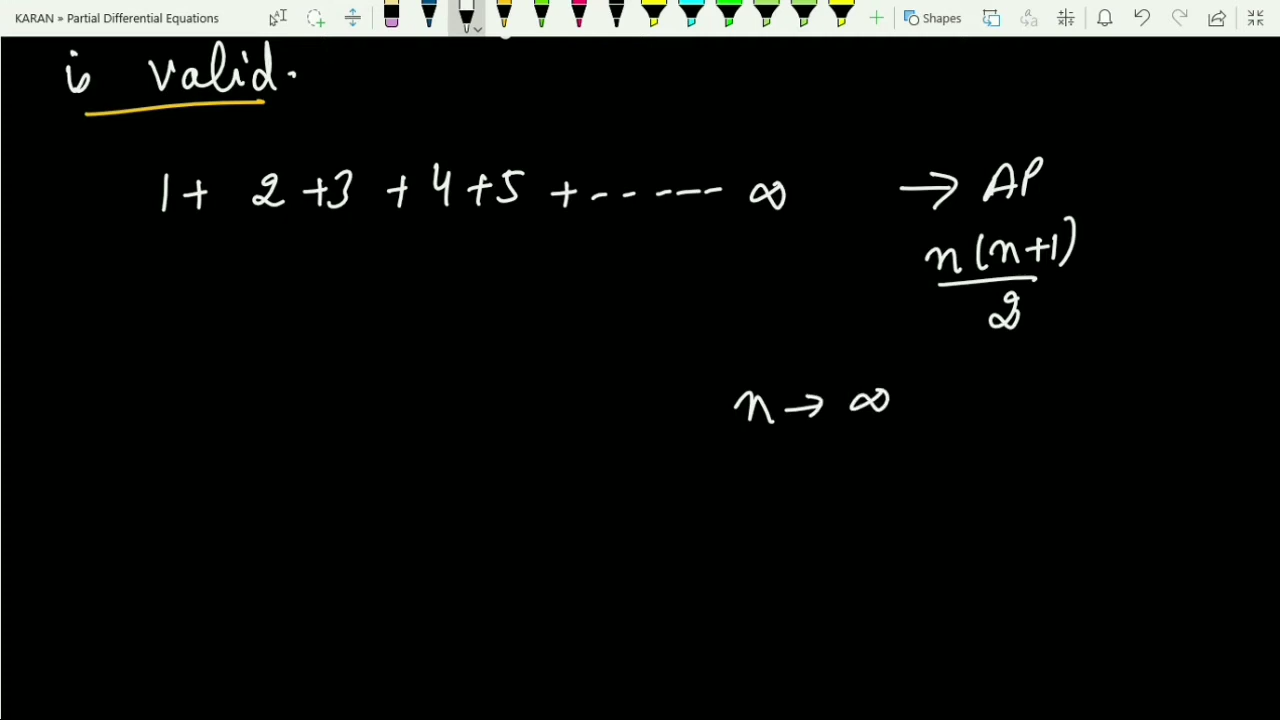 KARAN » Partial Differential Equations
Shapes
is valid.
1 + 2 + 3 + 4 + 5 + ------ ∞ → AP
n(n+1)
2
n → ∞